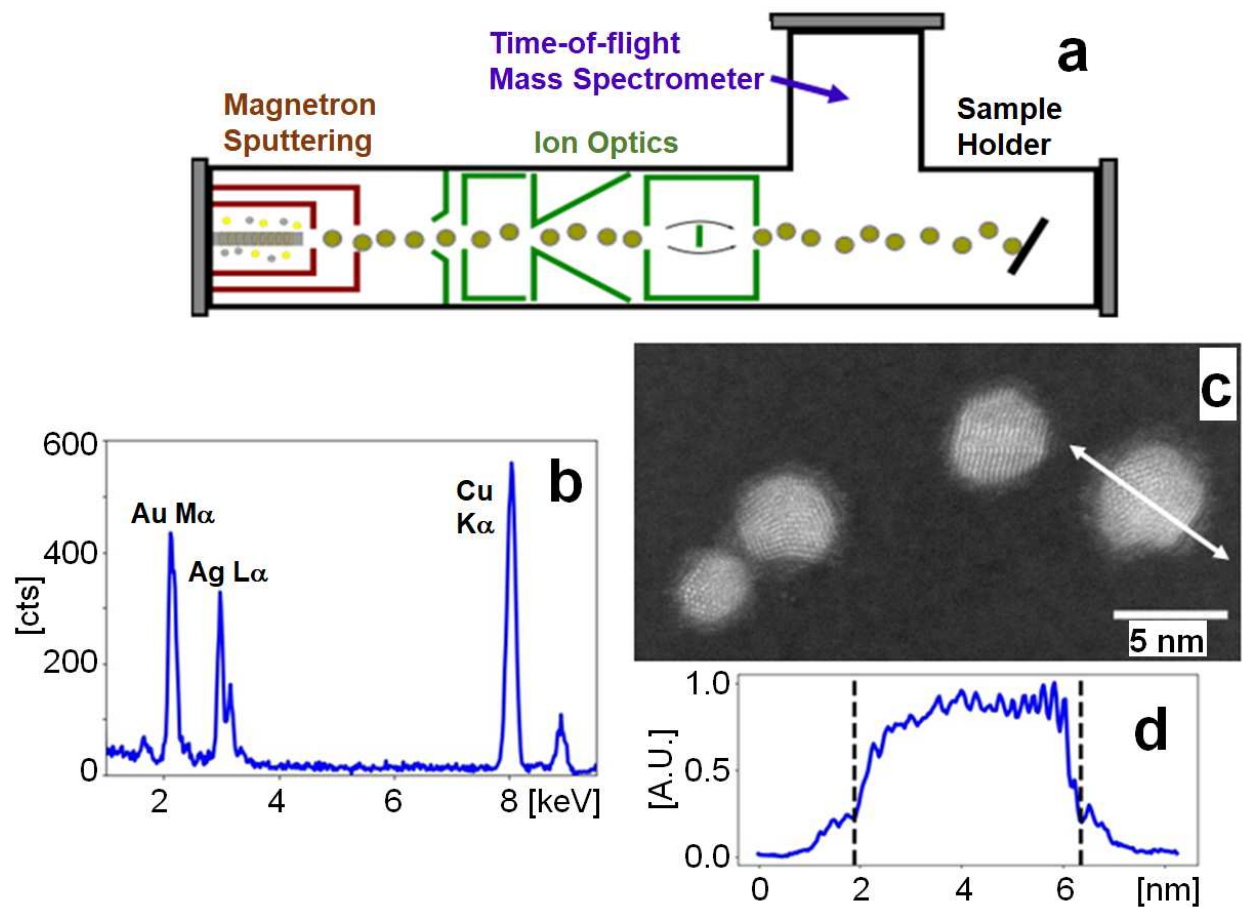 Time-of-flight
Mass Spectrometer
a
Magnetron
Sputtering
Ion Optics
Sample
Holder
c
5 nm
b
600
400
200
0
[cts]
Au Mα
Ag Lα
Cu
Kα
2
4
6
8
[keV]
d
1.0
0.5
0.0
[A.U.]
0
2
4
6
[nm]